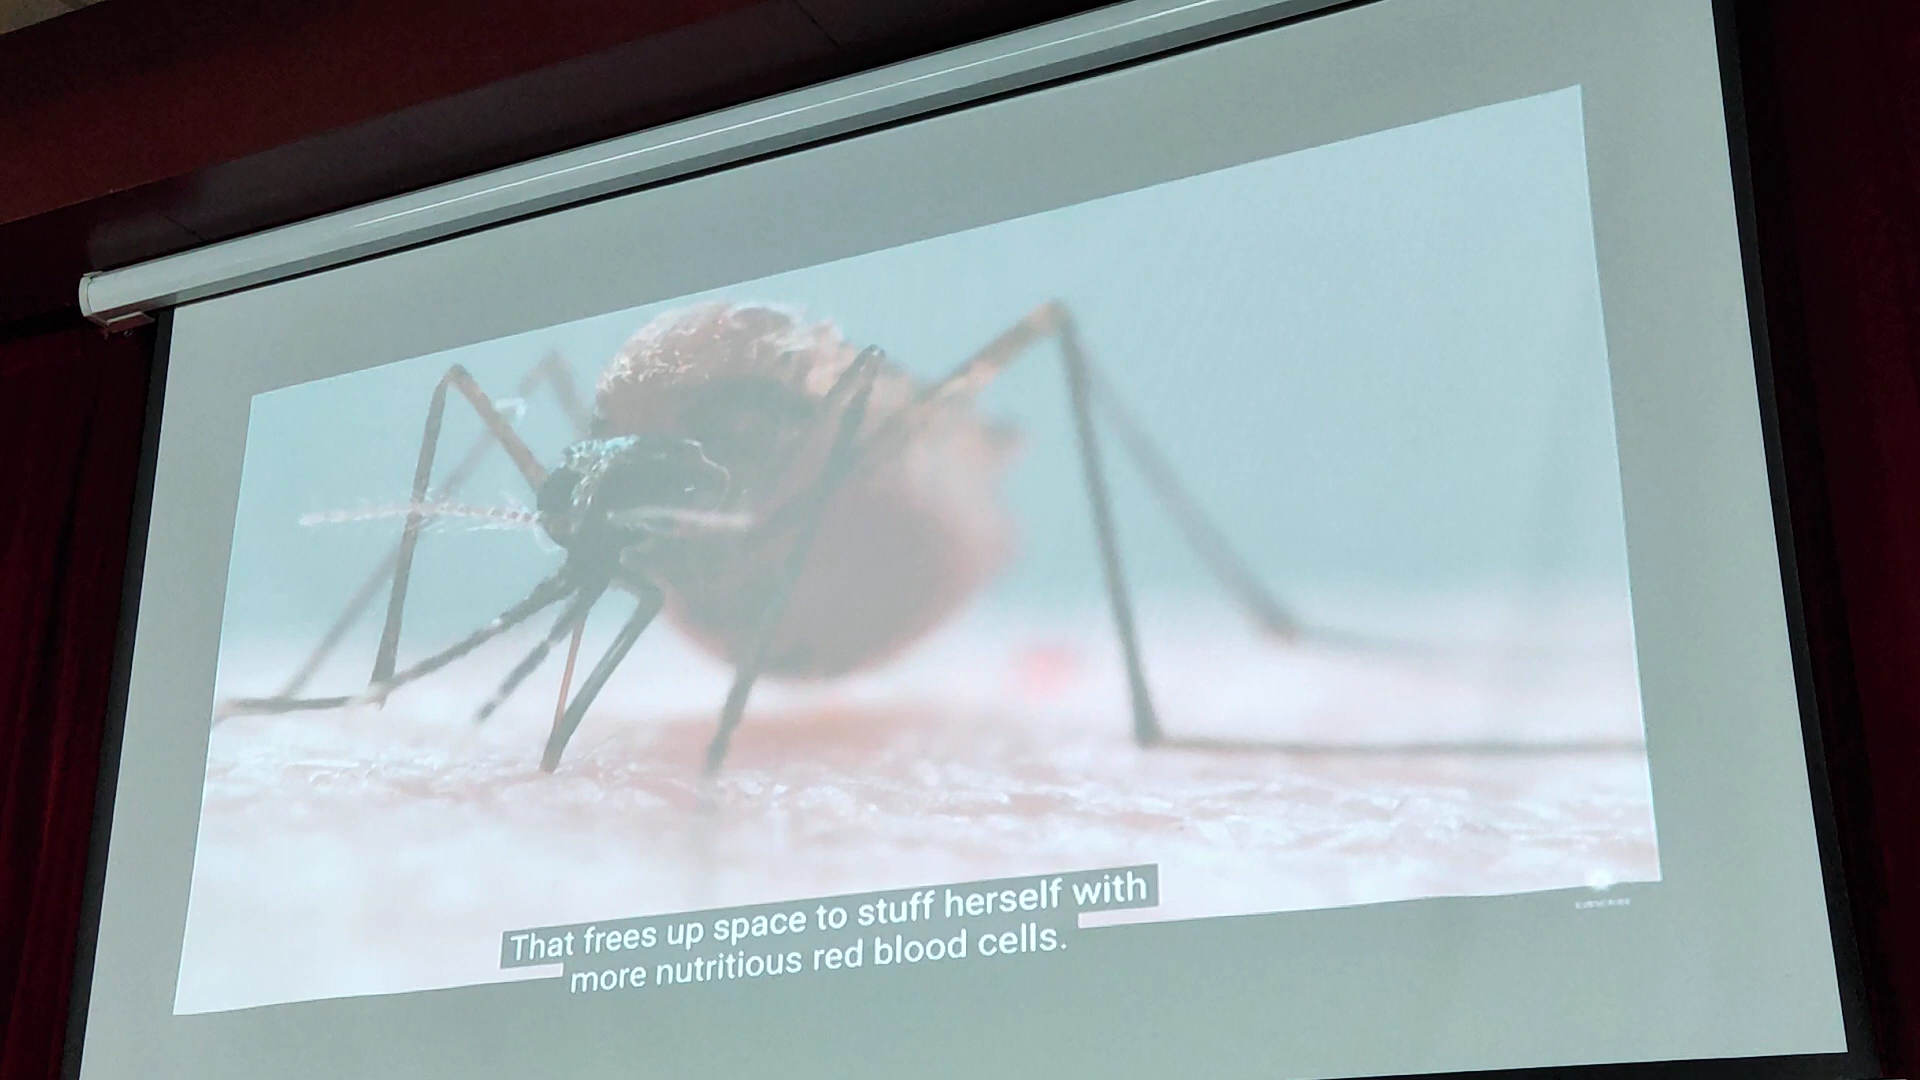 That frees up space to stuff herself with
more nutritious red blood cells.